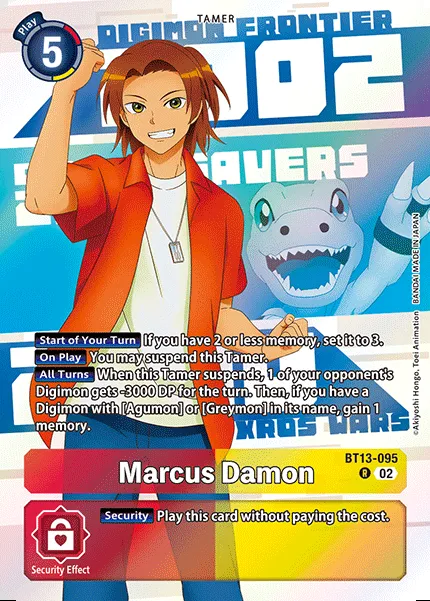 TAMER
Play
5
DIGIMON FRONTIER
2002
SAVERS
Start of Your Turn If you have 2 or less memory, set it to 3.
On Play You may suspend this Tamer.
All Turns When this Tamer suspends, 1 of your opponent's
Digimon gets -3000 DP for the turn. Then, if you have a
Digimon with [Agumon] or [Greymon] in its name, gain 1
memory.
XROS WARS
©Akiyoshi Hongo, Toei Animation BANDAI MADE IN JAPAN
BT13-095
R 02
Marcus Damon
Security Play this card without paying the cost.
Security Effect